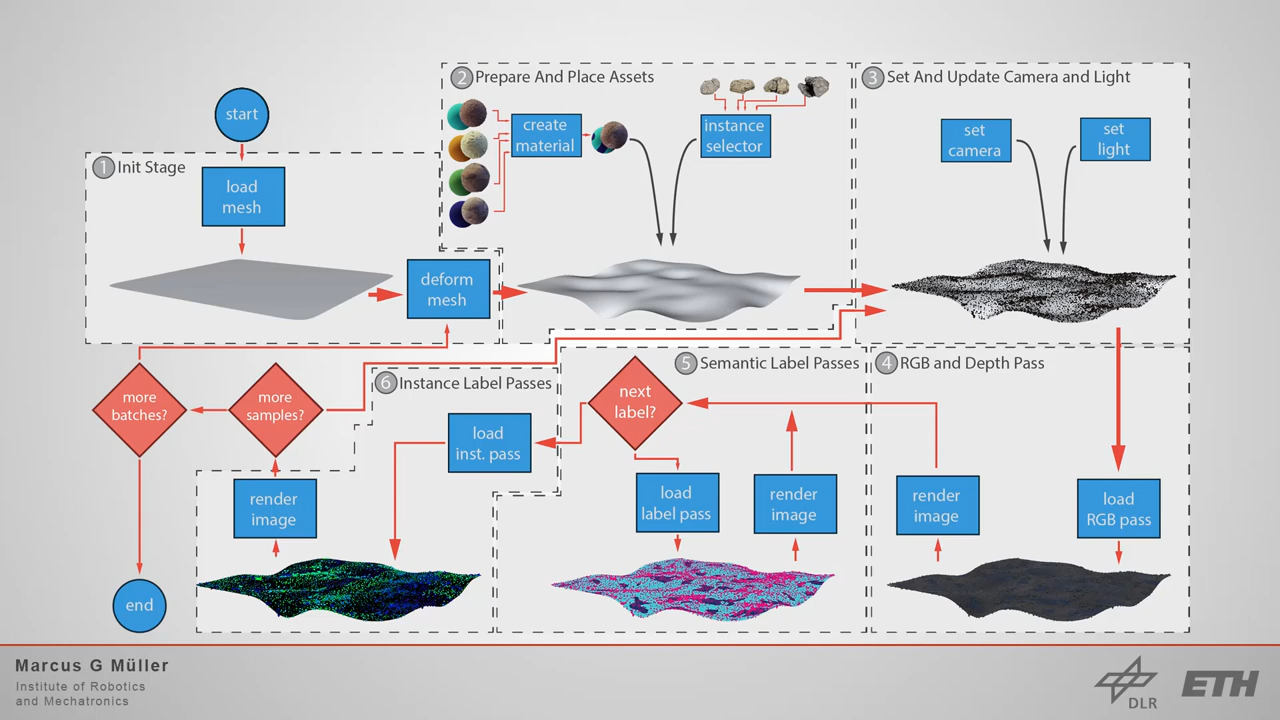 start
1 Init Stage
load
mesh
deform
mesh
2 Prepare And Place Assets
create
material
instance
selector
3 Set And Update Camera and Light
set
camera
set
light
4 RGB and Depth Pass
load
RGB pass
render
image
5 Semantic Label Passes
next
label?
load
label pass
render
image
6 Instance Label Passes
load
inst. pass
render
image
more
samples?
more
batches?
end
Marcus G Müller
Institute of Robotics
and Mechatronics
DLR
ETH